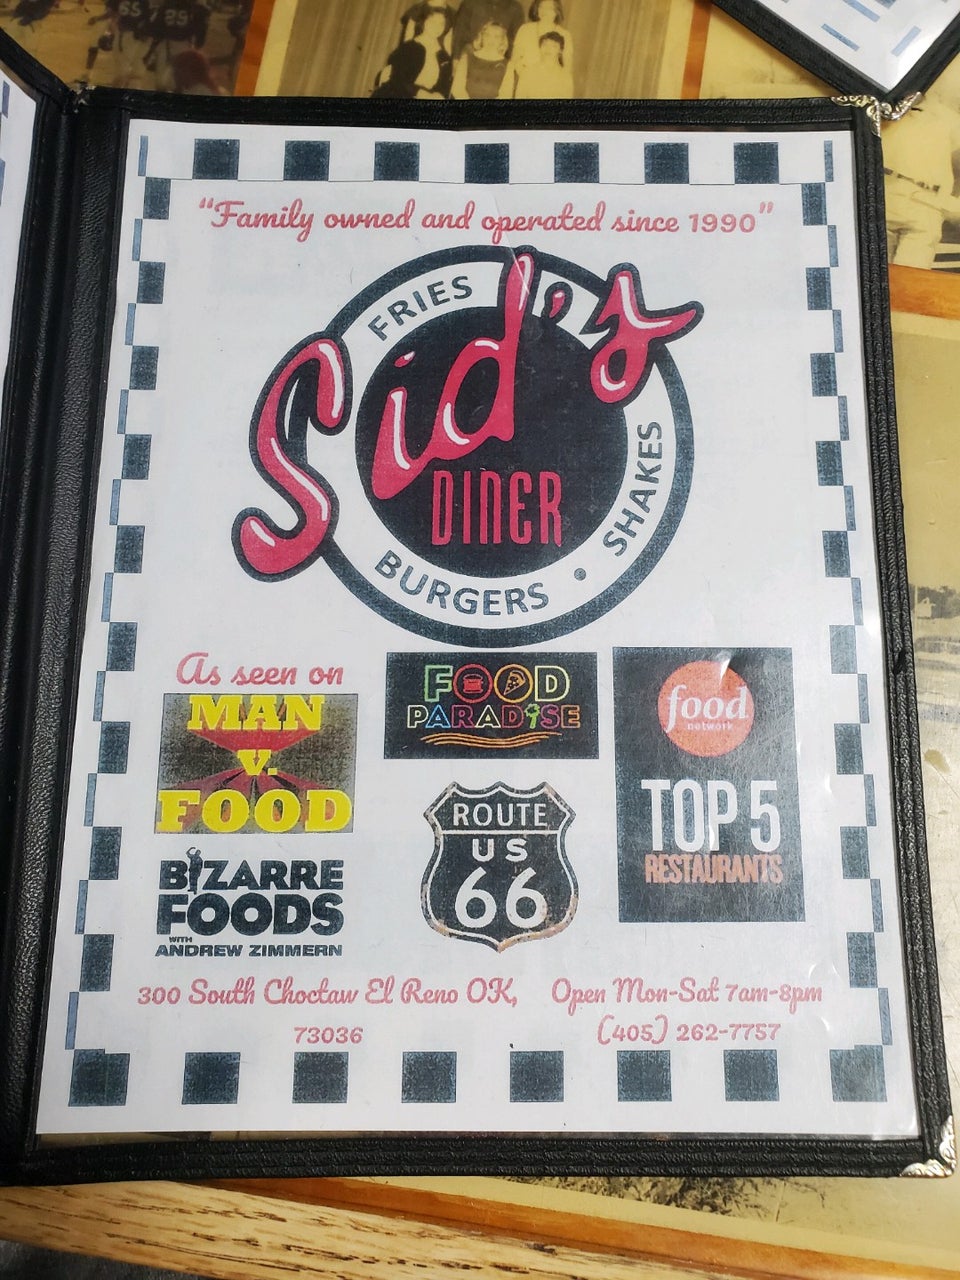 65 89
“Family owned and operated since 1990”
FRIES
Sid's
DINER
BURGERS • SHAKES
As seen on
MAN
v.
FOOD
FOOD
PARADISE
food
network
TOP 5
RESTAURANTS
ROUTE
US
66
BIZARRE
FOODS
WITH
ANDREW ZIMMERN
300 South Choctaw El Reno OK,
73036
Open Mon-Sat 7am-8pm
(405) 262-7757